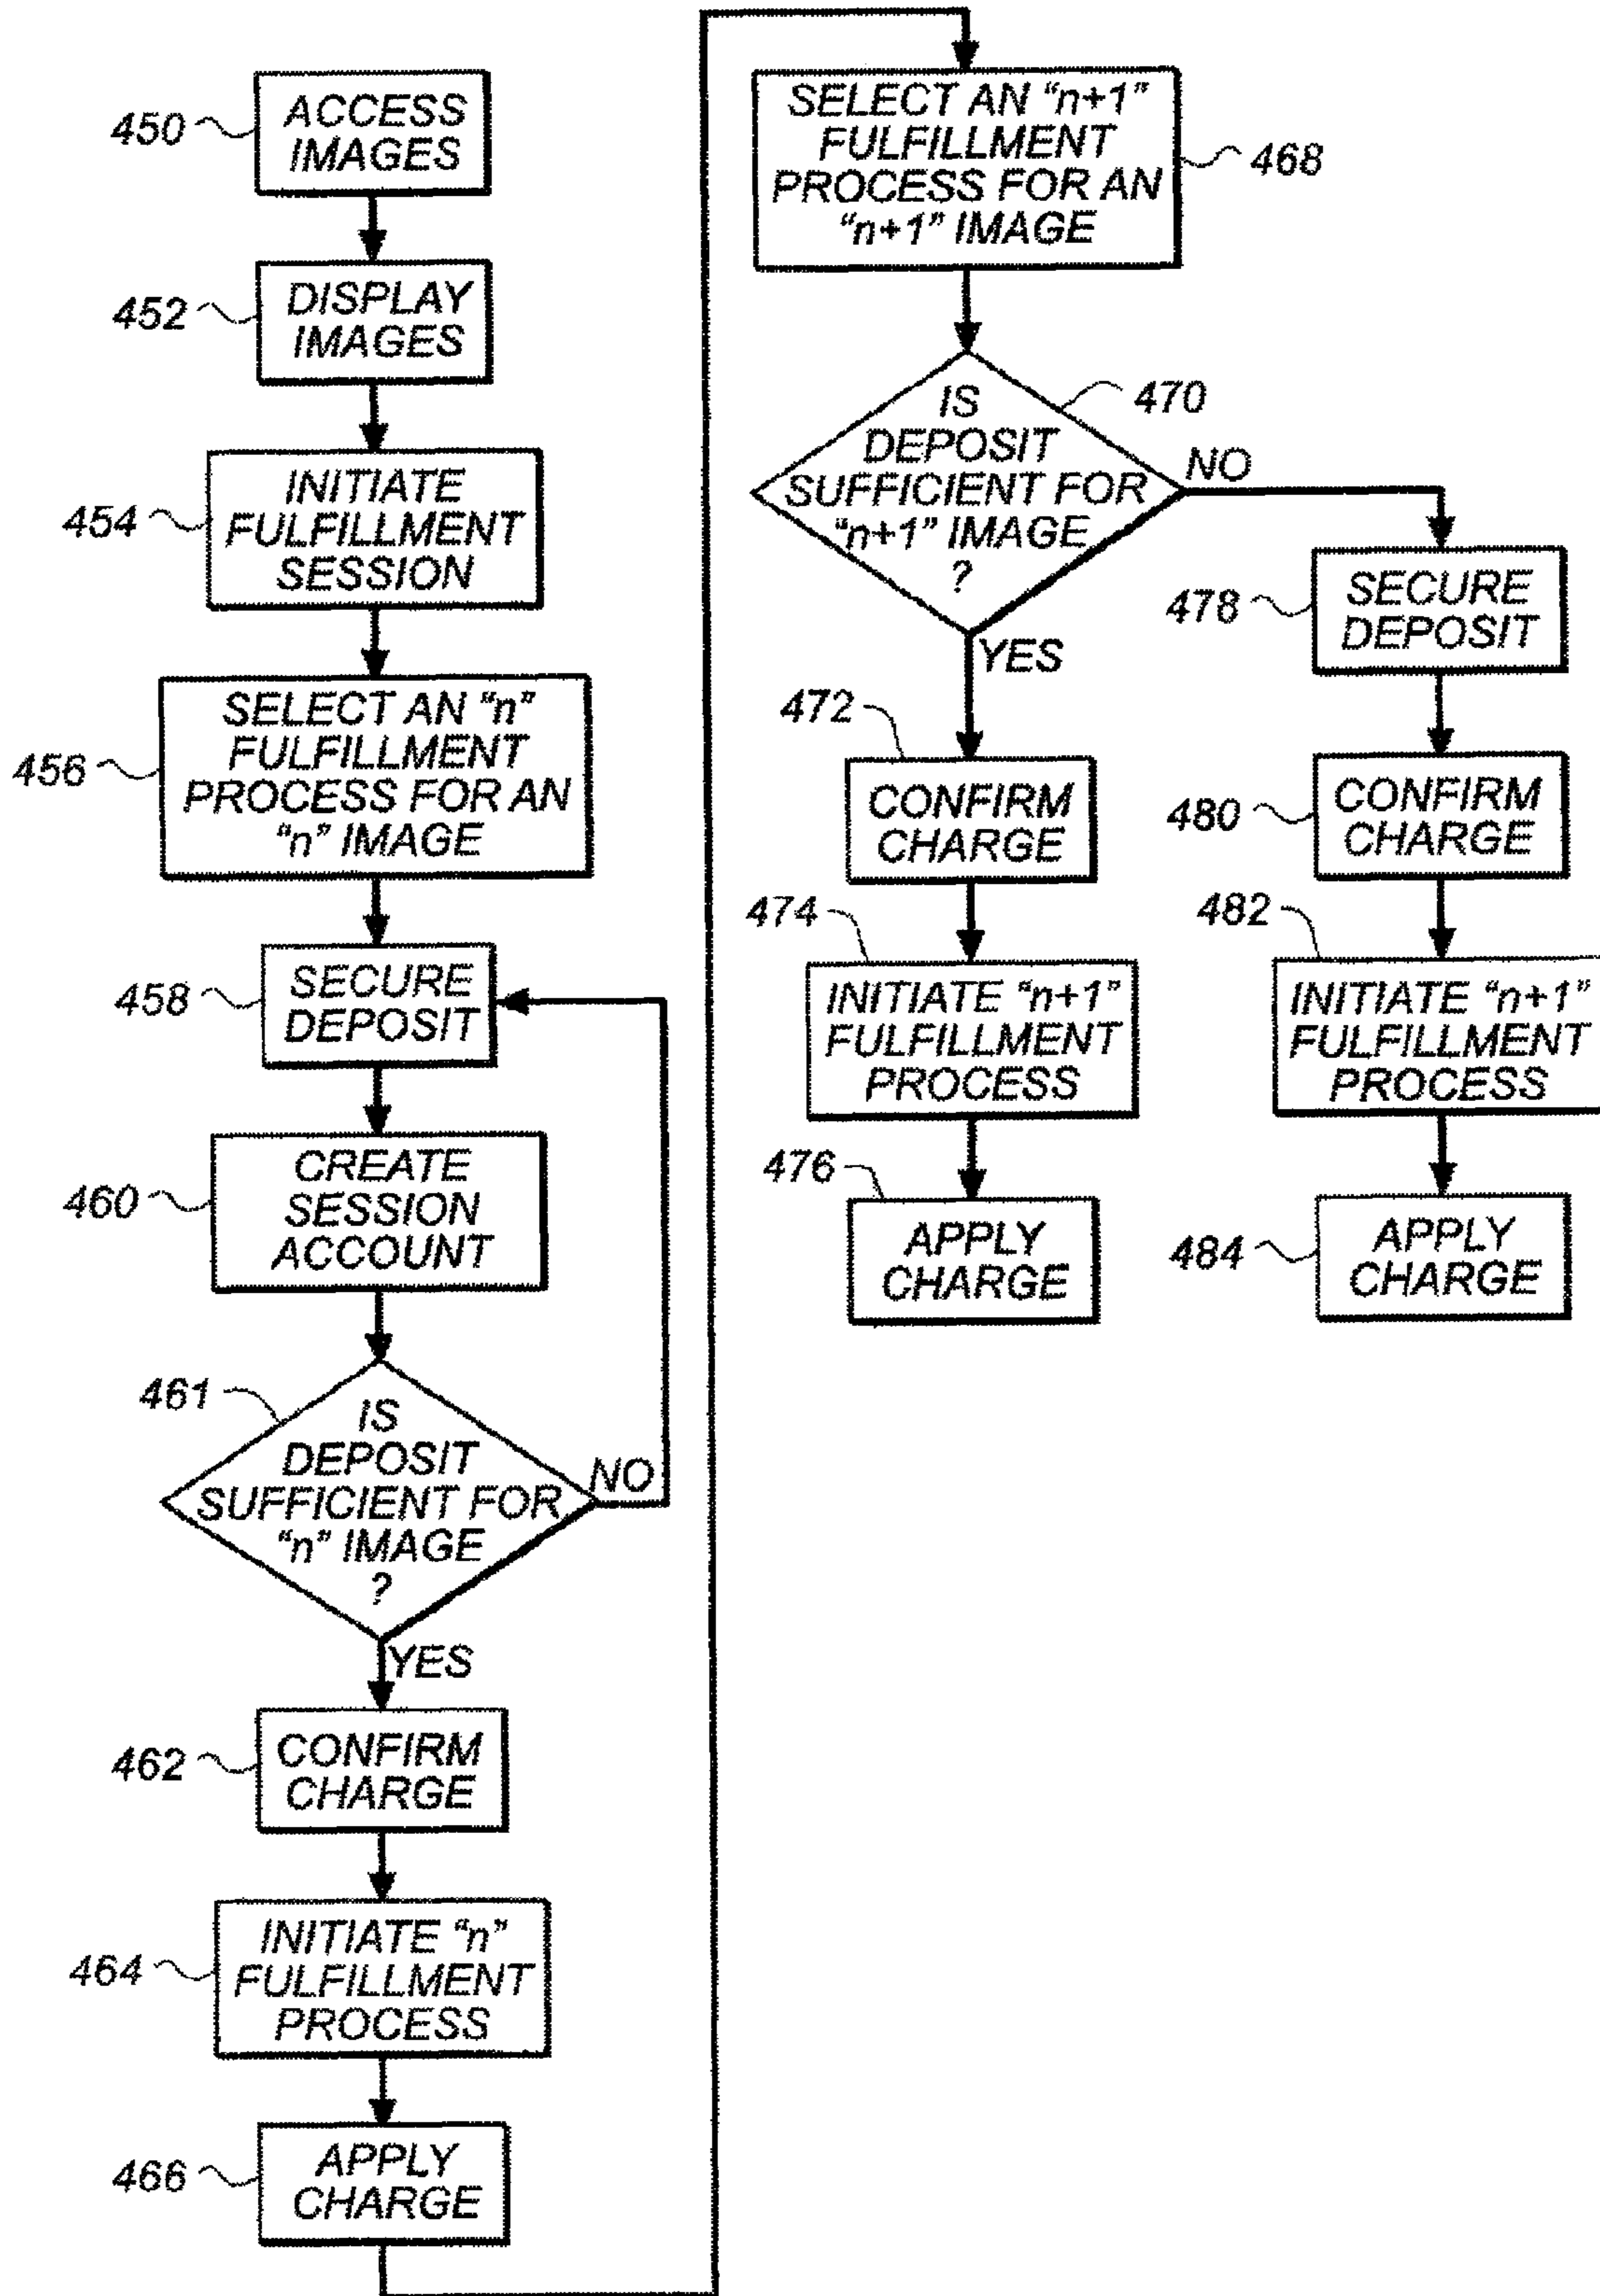 450
ACCESS
IMAGES
452
DISPLAY
IMAGES
454
INITIATE
FULFILLMENT
SESSION
456
SELECT AN “n”
FULFILLMENT
PROCESS FOR AN
“n” IMAGE
458
SECURE
DEPOSIT
460
CREATE
SESSION
ACCOUNT
461
IS
DEPOSIT
SUFFICIENT FOR
“n” IMAGE
?
NO
YES
462
CONFIRM
CHARGE
464
INITIATE “n”
FULFILLMENT
PROCESS
466
APPLY
CHARGE
SELECT AN “n+1”
FULFILLMENT
PROCESS FOR AN
“n+1” IMAGE
468
IS
DEPOSIT
SUFFICIENT FOR
“n+1” IMAGE
?
470
NO
YES
472
CONFIRM
CHARGE
474
INITIATE “n+1”
FULFILLMENT
PROCESS
476
APPLY
CHARGE
478
SECURE
DEPOSIT
480
CONFIRM
CHARGE
482
INITIATE “n+1”
FULFILLMENT
PROCESS
484
APPLY
CHARGE